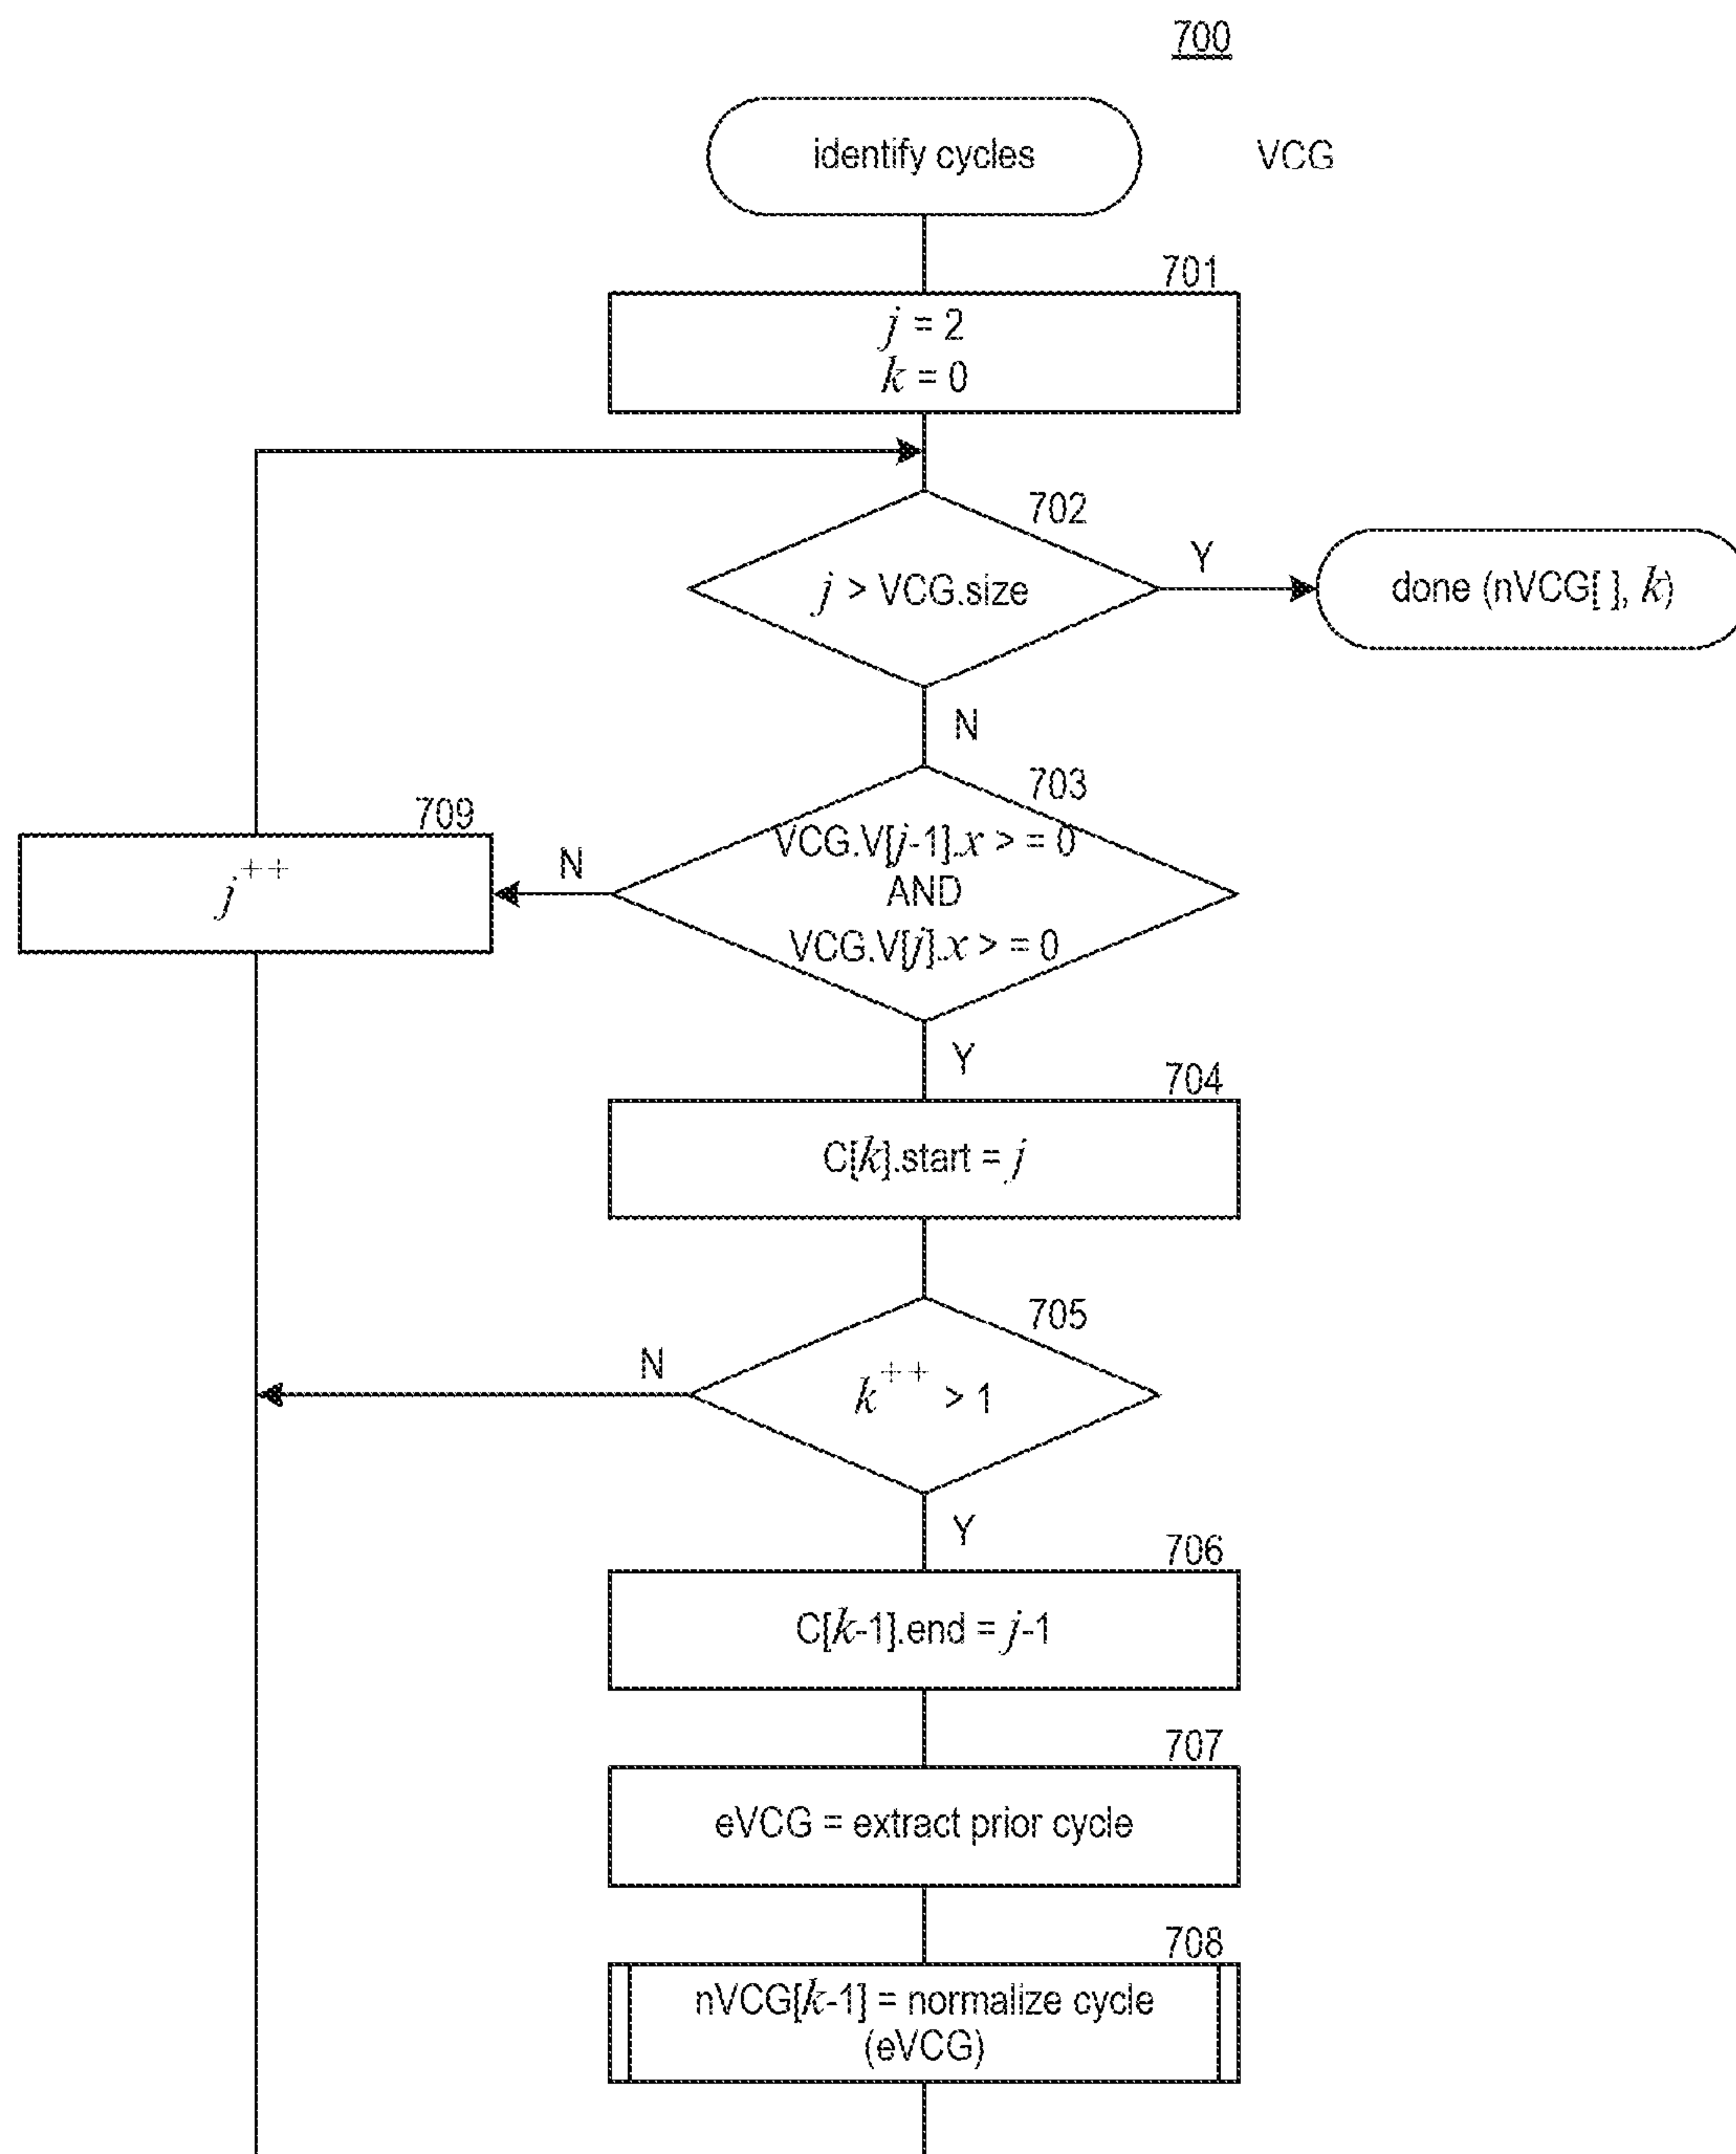 700
identify cycles
VCG
701
j = 2
k = 0
702
j > VCG.size
Y
done (nVCG[ ], k)
N
703
VCG.V[j-1].x > = 0
AND
VCG.V[j].x > = 0
N
709
j++
Y
704
C[k].start = j
705
k++ > 1
N
Y
706
C[k-1].end = j-1
707
eVCG = extract prior cycle
708
nVCG[k-1] = normalize cycle
(eVCG)